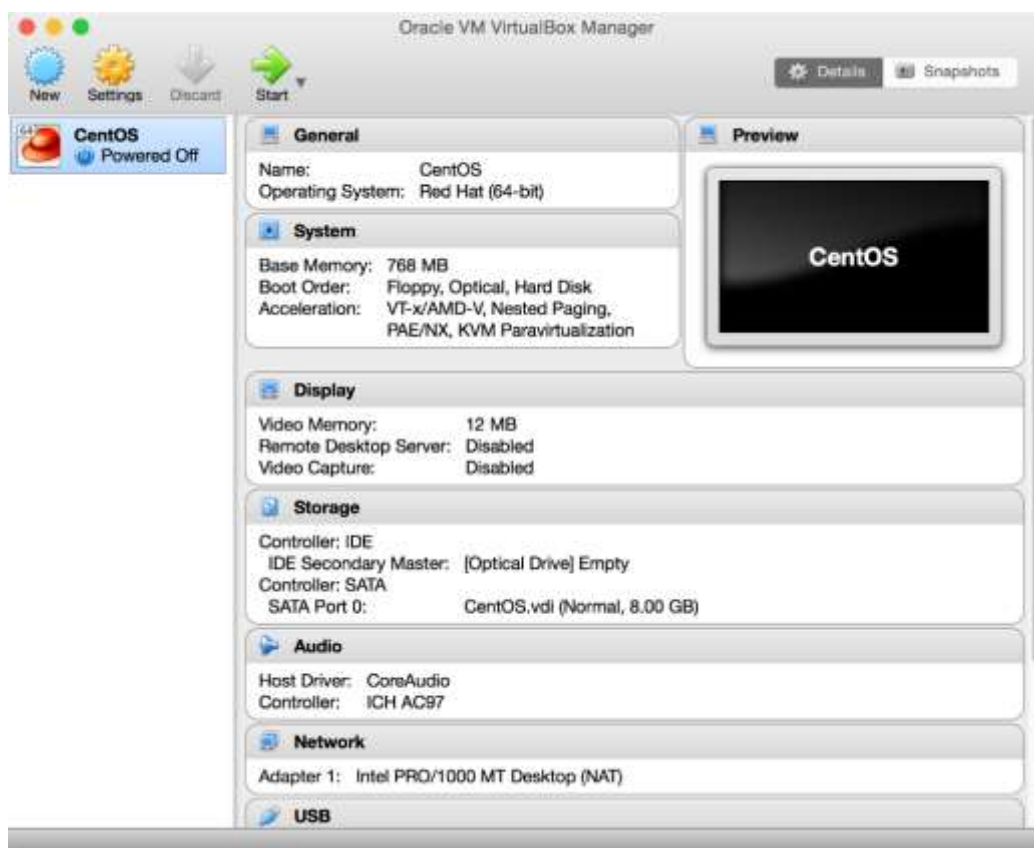 Oracle VM VirtualBox Manager
New
Settings
Discard
Start
Details
Snapshots
64
CentOS
Powered Off
General
Name: CentOS
Operating System: Red Hat (64-bit)
System
Base Memory: 768 MB
Boot Order: Floppy, Optical, Hard Disk
Acceleration: VT-x/AMD-V, Nested Paging,
PAE/NX, KVM Paravirtualization
Preview
CentOS
Display
Video Memory: 12 MB
Remote Desktop Server: Disabled
Video Capture: Disabled
Storage
Controller: IDE
IDE Secondary Master: [Optical Drive] Empty
Controller: SATA
SATA Port 0: CentOS.vdi (Normal, 8.00 GB)
Audio
Host Driver: CoreAudio
Controller: ICH AC97
Network
Adapter 1: Intel PRO/1000 MT Desktop (NAT)
USB